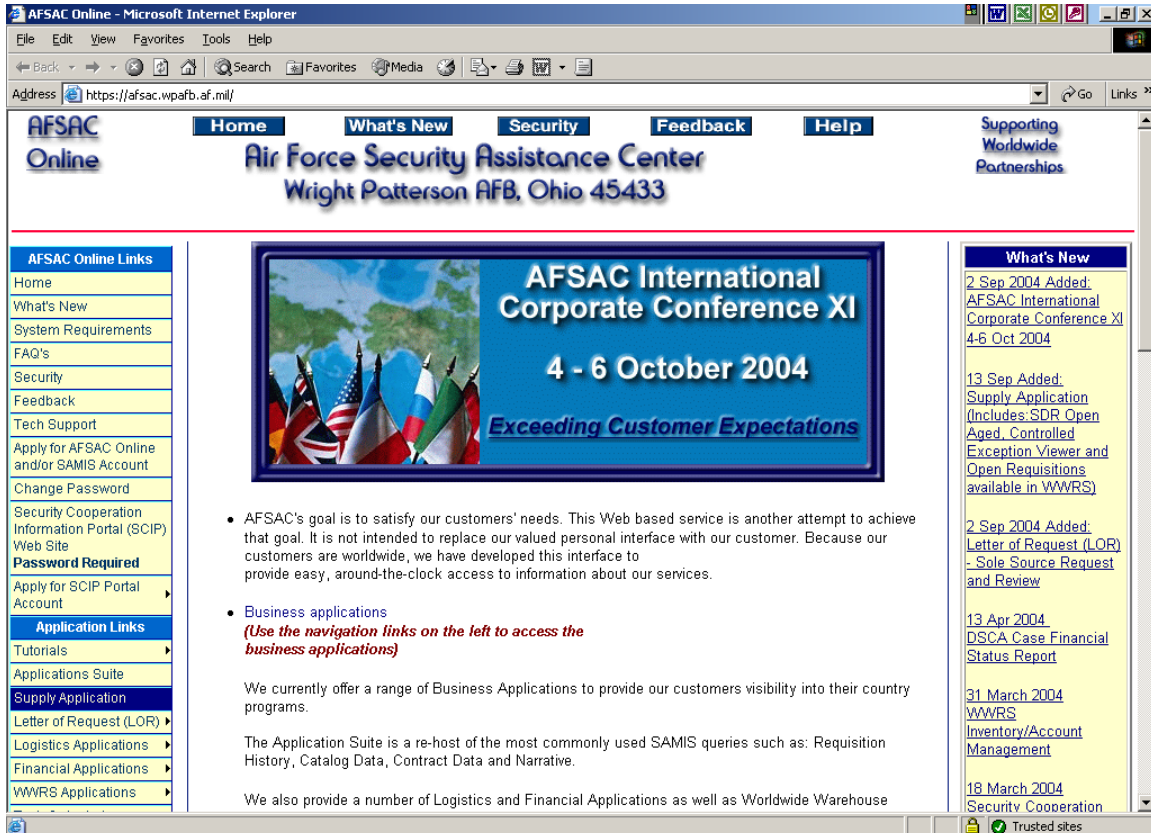 AFSAC Online - Microsoft Internet Explorer
File Edit View Favorites Tools Help
Back Search Favorites Media
Address https://afsac.wpafb.af.mil/ Go Links »
AFSAC
Online
Home What's New Security Feedback Help
Air Force Security Assistance Center
Wright Patterson AFB, Ohio 45433
Supporting
Worldwide
Partnerships
AFSAC Online Links
Home
What's New
System Requirements
FAQ's
Security
Feedback
Tech Support
Apply for AFSAC Online
and/or SAMIS Account
Change Password
Security Cooperation
Information Portal (SCIP)
Web Site
Password Required
Apply for SCIP Portal
Account
Application Links
Tutorials
Applications Suite
Supply Application
Letter of Request (LOR)
Logistics Applications
Financial Applications
WWRS Applications
AFSAC International
Corporate Conference XI
4 - 6 October 2004
Exceeding Customer Expectations
• AFSAC's goal is to satisfy our customers' needs. This Web based service is another attempt to achieve
that goal. It is not intended to replace our valued personal interface with our customer. Because our
customers are worldwide, we have developed this interface to
provide easy, around-the-clock access to information about our services.
• Business applications
(Use the navigation links on the left to access the
business applications)
We currently offer a range of Business Applications to provide our customers visibility into their country
programs.
The Application Suite is a re-host of the most commonly used SAMIS queries such as: Requisition
History, Catalog Data, Contract Data and Narrative.
We also provide a number of Logistics and Financial Applications as well as Worldwide Warehouse
What's New
2 Sep 2004 Added:
AFSAC International
Corporate Conference XI
4-6 Oct 2004
13 Sep Added:
Supply Application
(Includes:SDR Open
Aged, Controlled
Exception Viewer and
Open Requisitions
available in WWRS)
2 Sep 2004 Added:
Letter of Request (LOR)
- Sole Source Request
and Review
13 Apr 2004
DSCA Case Financial
Status Report
31 March 2004
WWRS
Inventory/Account
Management
18 March 2004
Security Cooperation
Trusted sites